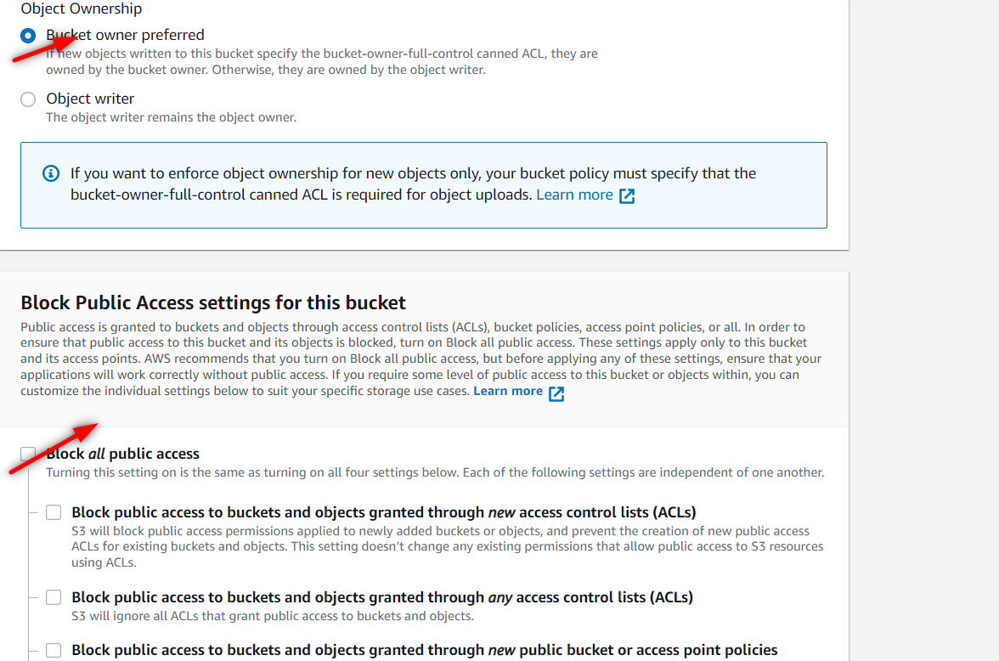 Object Ownership
Bucket owner preferred
If new objects written to this bucket specify the bucket-owner-full-control canned ACL, they are
owned by the bucket owner. Otherwise, they are owned by the object writer.
Object writer
The object writer remains the object owner.
If you want to enforce object ownership for new objects only, your bucket policy must specify that the
bucket-owner-full-control canned ACL is required for object uploads. Learn more
Block Public Access settings for this bucket
Public access is granted to buckets and objects through access control lists (ACLs), bucket policies, access point policies, or all. In order to
ensure that public access to this bucket and its objects is blocked, turn on Block all public access. These settings apply only to this bucket
and its access points. AWS recommends that you turn on Block all public access, but before applying any of these settings, ensure that your
applications will work correctly without public access. If you require some level of public access to this bucket or objects within, you can
customize the individual settings below to suit your specific storage use cases. Learn more
Block all public access
Turning this setting on is the same as turning on all four settings below. Each of the following settings are independent of one another.
Block public access to buckets and objects granted through new access control lists (ACLs)
S3 will block public access permissions applied to newly added buckets or objects, and prevent the creation of new public access
ACLs for existing buckets and objects. This setting doesn't change any existing permissions that allow public access to S3 resources
using ACLs.
Block public access to buckets and objects granted through any access control lists (ACLs)
S3 will ignore all ACLs that grant public access to buckets and objects.
Block public access to buckets and objects granted through new public bucket or access point policies